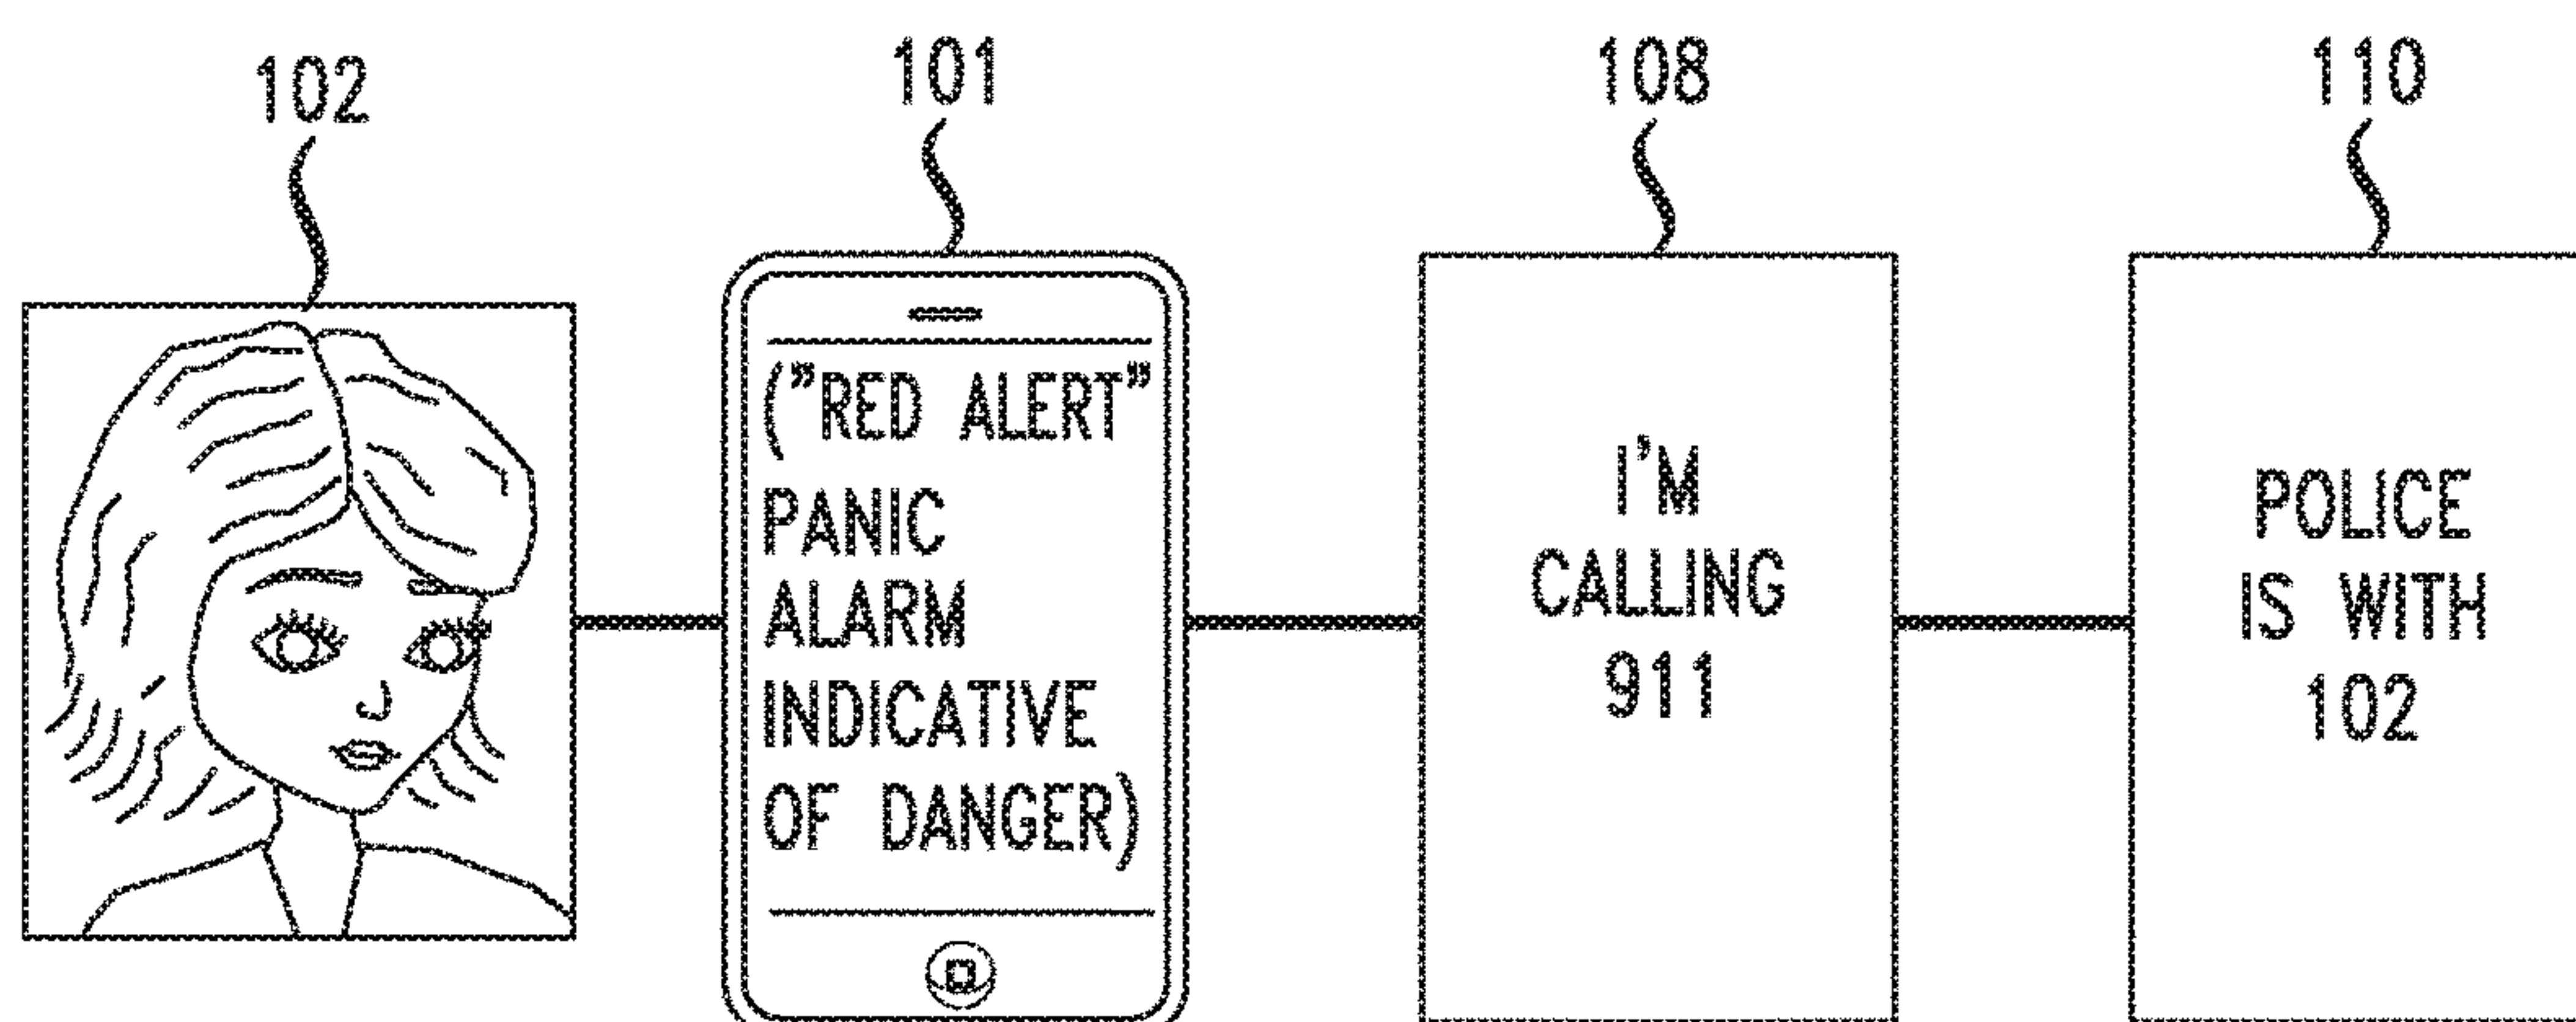 102
101
108
110
("RED ALERT"
PANIC
ALARM
INDICATIVE
OF DANGER)
I'M
CALLING
911
POLICE
IS WITH
102